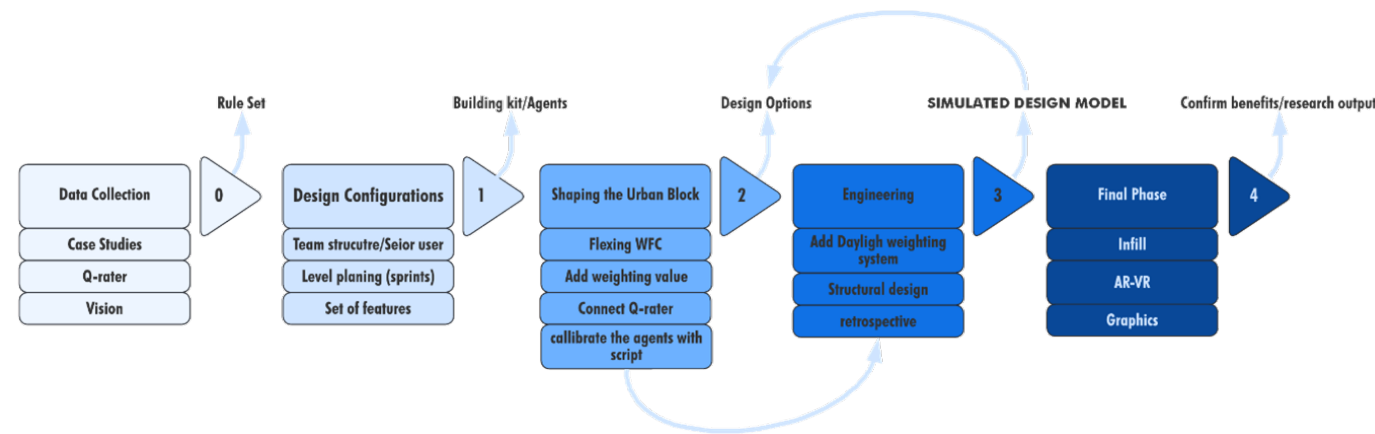 Rule Set
Building kit/Agents
Design Options
SIMULATED DESIGN MODEL
Confirm benefits/research output
Data Collection
0
Design Configurations
1
Shaping the Urban Block
2
Engineering
3
Final Phase
4
Case Studies
Q-rater
Vision
Team strucutre/Seior user
Level planing (sprints)
Set of features
Flexing WFC
Add weighting value
Connect Q-rater
callibrate the agents with
script
Add Dayligh weighting
system
Structural design
retrospective
Infill
AR-VR
Graphics